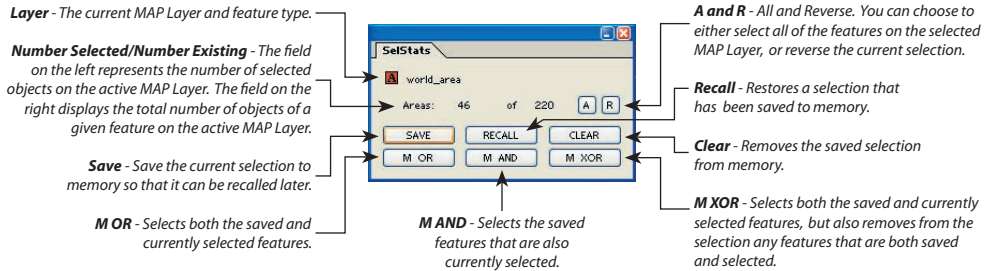 Layer - The current MAP Layer and feature type.
Number Selected/Number Existing - The field
on the left represents the number of selected
objects on the active MAP Layer. The field on the
right displays the total number of objects of a
given feature on the active MAP Layer.
Save - Save the current selection to
memory so that it can be recalled later.
M OR - Selects both the saved and
currently selected features.
SelStats
A world_area
Areas: 46 of 220 A R
SAVE RECALL CLEAR
M OR M AND M XOR
M AND - Selects the saved
features that are also
currently selected.
A and R - All and Reverse. You can choose to
either select all of the features on the selected
MAP Layer, or reverse the current selection.
Recall - Restores a selection that
has been saved to memory.
Clear - Removes the saved selection
from memory.
M XOR - Selects both the saved and currently
selected features, but also removes from the
selection any features that are both saved
and selected.